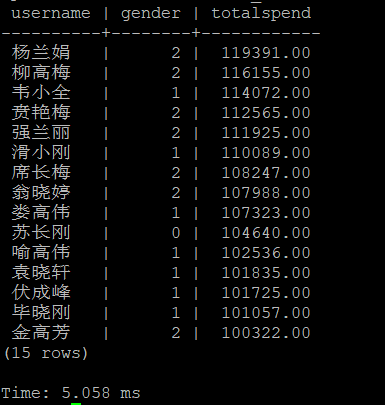 username | gender | totalspend
----------+--------+------------
杨兰娟 | 2 | 119391.00
柳高梅 | 2 | 116155.00
韦小全 | 1 | 114072.00
贲艳梅 | 2 | 112565.00
强兰丽 | 2 | 111925.00
滑小刚 | 1 | 110089.00
席长梅 | 2 | 108247.00
翁晓婷 | 2 | 107988.00
娄高伟 | 1 | 107323.00
苏长刚 | 0 | 104640.00
喻高伟 | 1 | 102536.00
袁晓轩 | 1 | 101835.00
伏成峰 | 1 | 101725.00
毕晓刚 | 1 | 101057.00
金高芳 | 2 | 100322.00
(15 rows)
Time: 5.058 ms